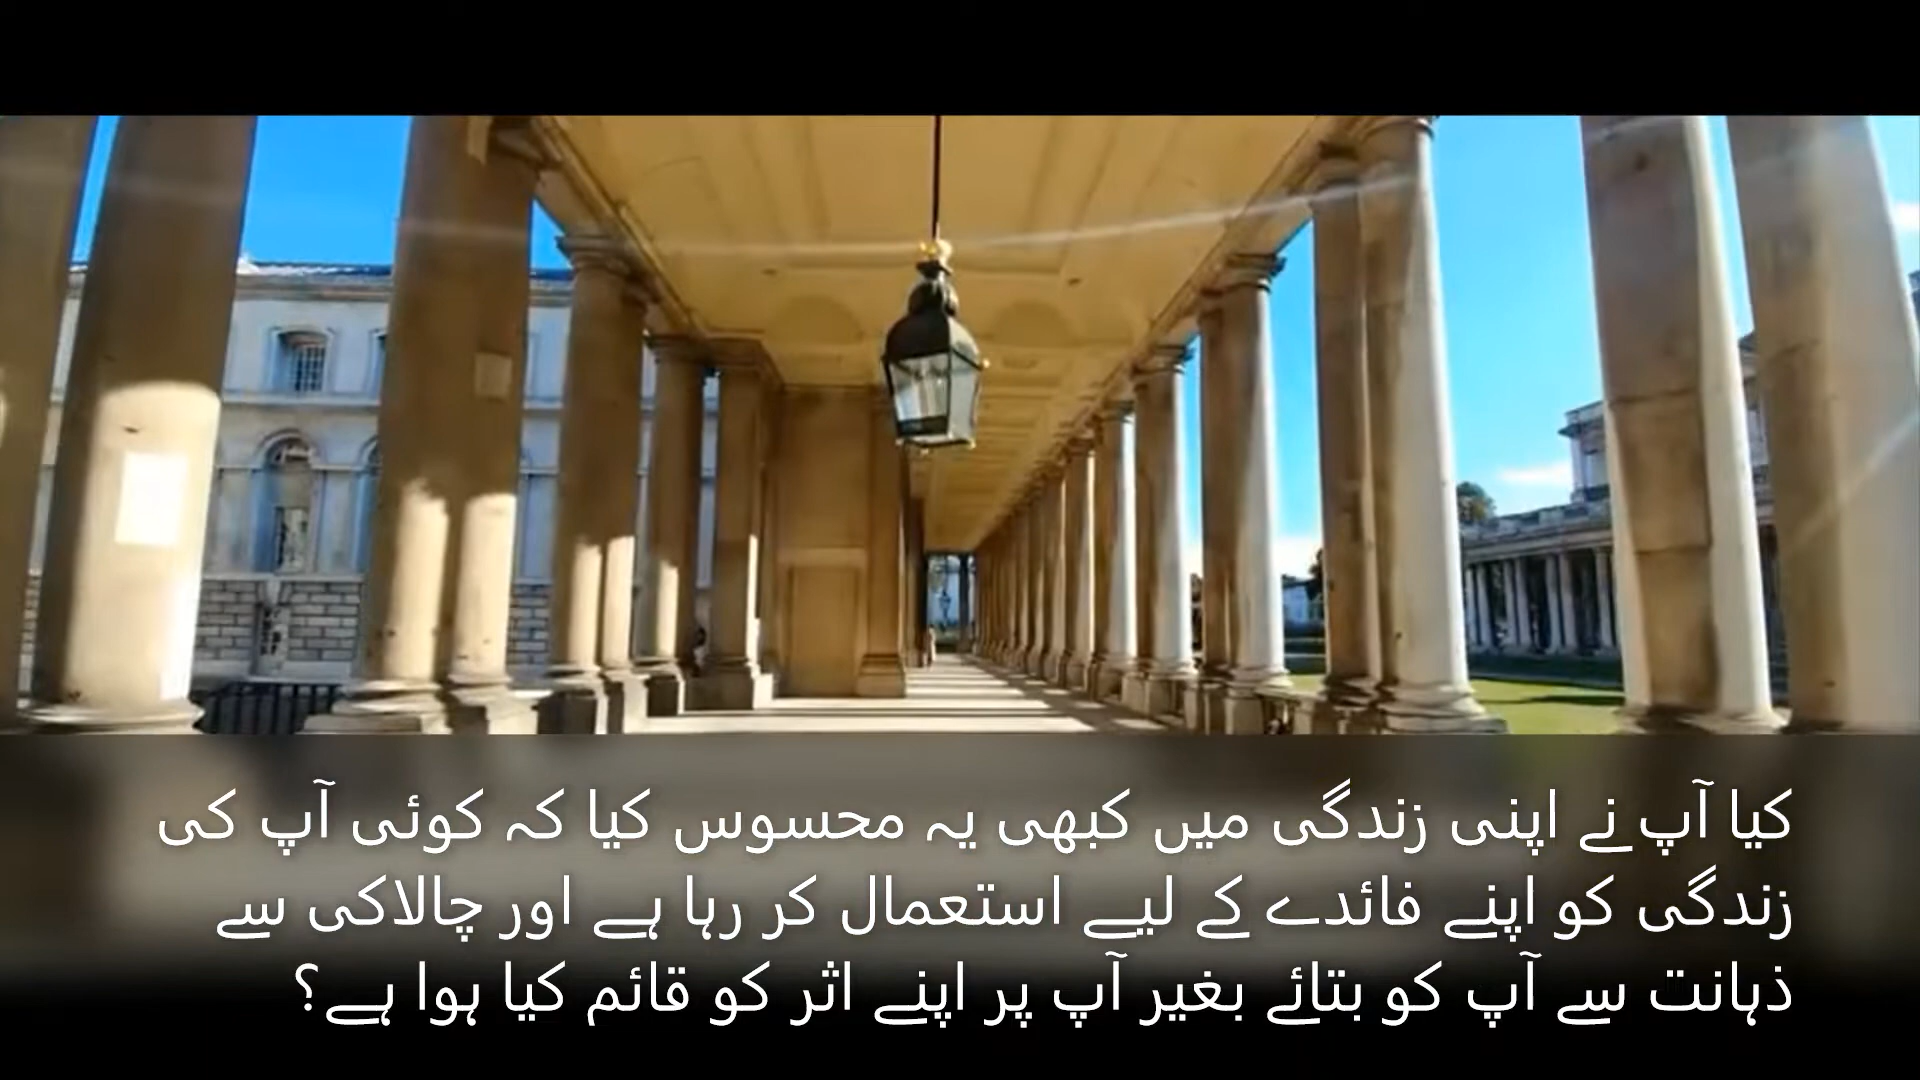 کیا آپ نے اپنی زندگی میں کبھی یہ محسوس کیا کہ کوئی آپ کی
زندگی کو اپنے فائدے کے لیے استعمال کر رہا ہے اور چالاکی سے
ذہانت سے آپ کو بتائے بغیر آپ پر اپنے اثر کو قائم کیا ہوا ہے؟